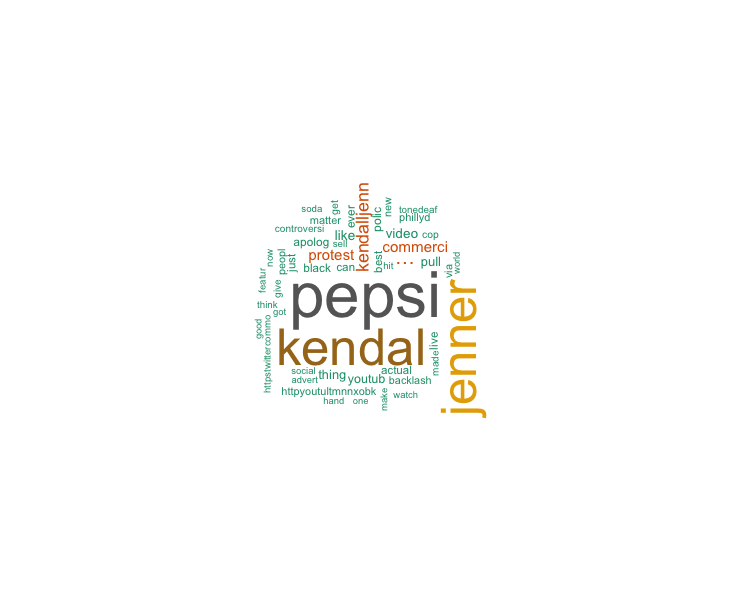 soda
get
ever
kendalljenn
polic
new
tonedeaf
phillyd
matter
controversi
like
video
cop
apolog
sell
commerci
now
peopl
just
protest
best
...
pull
via
world
featur
black
can
hit
give
pepsi
think
got
jenner
good
kendal
live
made
httpstwittercommo
social
thing
youtub
actual
advert
backlash
httpyoutultmnnxobk
make
watch
hand
one